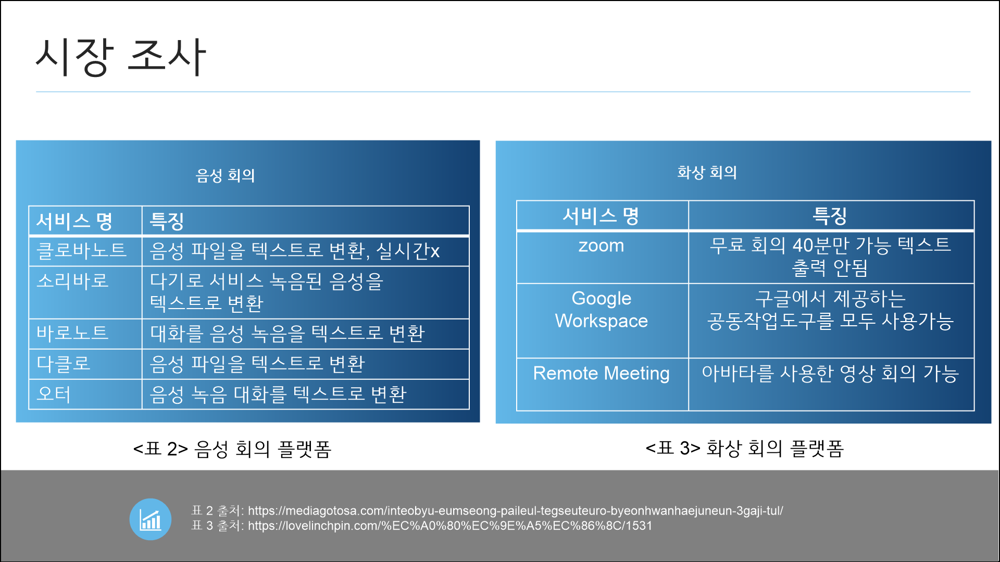 시장 조사
음성 회의
서비스 명 특징
클로바노트 음성 파일을 텍스트로 변환, 실시간x
소리바로 다기로 서비스 녹음된 음성을
텍스트로 변환
바로노트 대화를 음성 녹음을 텍스트로 변환
다클로 음성 파일을 텍스트로 변환
오터 음성 녹음 대화를 텍스트로 변환
<표 2> 음성 회의 플랫폼
화상 회의
서비스 명 특징
zoom 무료 회의 40분만 가능 텍스트
출력 안됨
Google 구글에서 제공하는
Workspace 공동작업도구를 모두 사용가능
Remote Meeting 아바타를 사용한 영상 회의 가능
<표 3> 화상 회의 플랫폼
표 2 출처: https://mediagotosa.com/inteobyu-eumseong-paileul-tegseuteuro-byeonhwanhaejuneun-3gaji-tul/
표 3 출처: https://lovelinchpin.com/%EC%A0%80%EC%9E%A5%EC%86%8C/1531